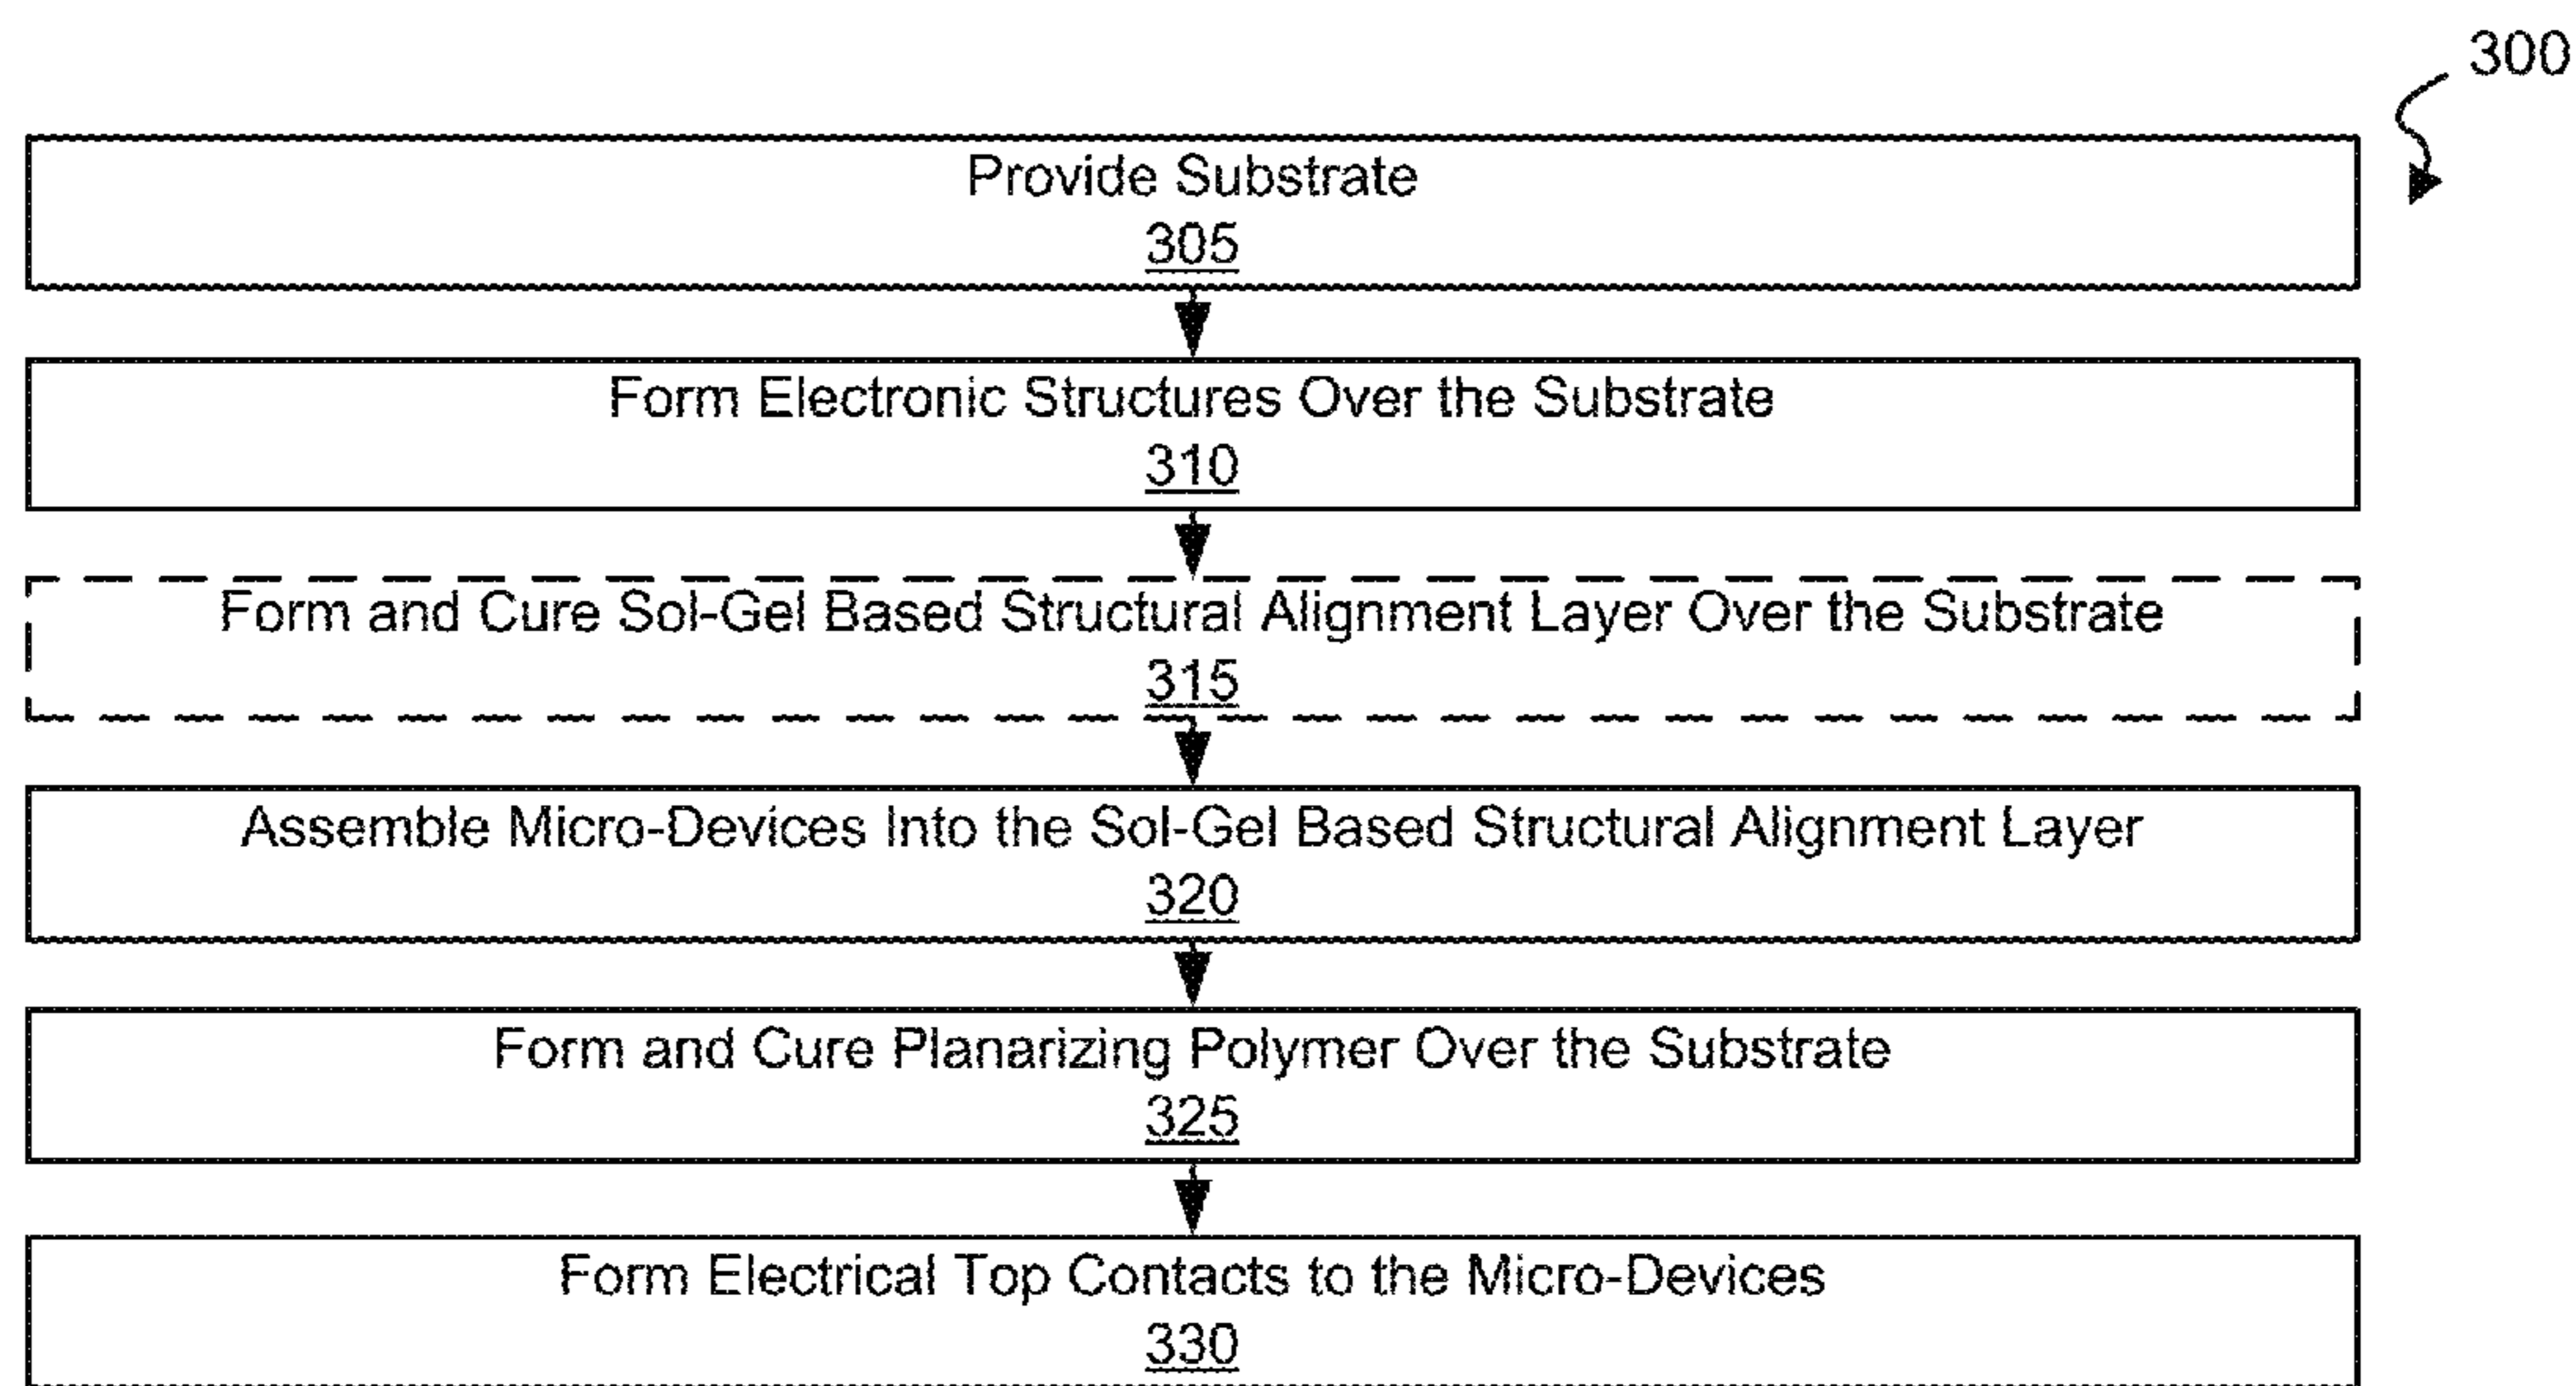 300
Provide Substrate
305
Form Electronic Structures Over the Substrate
310
Form and Cure Sol-Gel Based Structural Alignment Layer Over the Substrate
315
Assemble Micro-Devices Into the Sol-Gel Based Structural Alignment Layer
320
Form and Cure Planarizing Polymer Over the Substrate
325
Form Electrical Top Contacts to the Micro-Devices
330